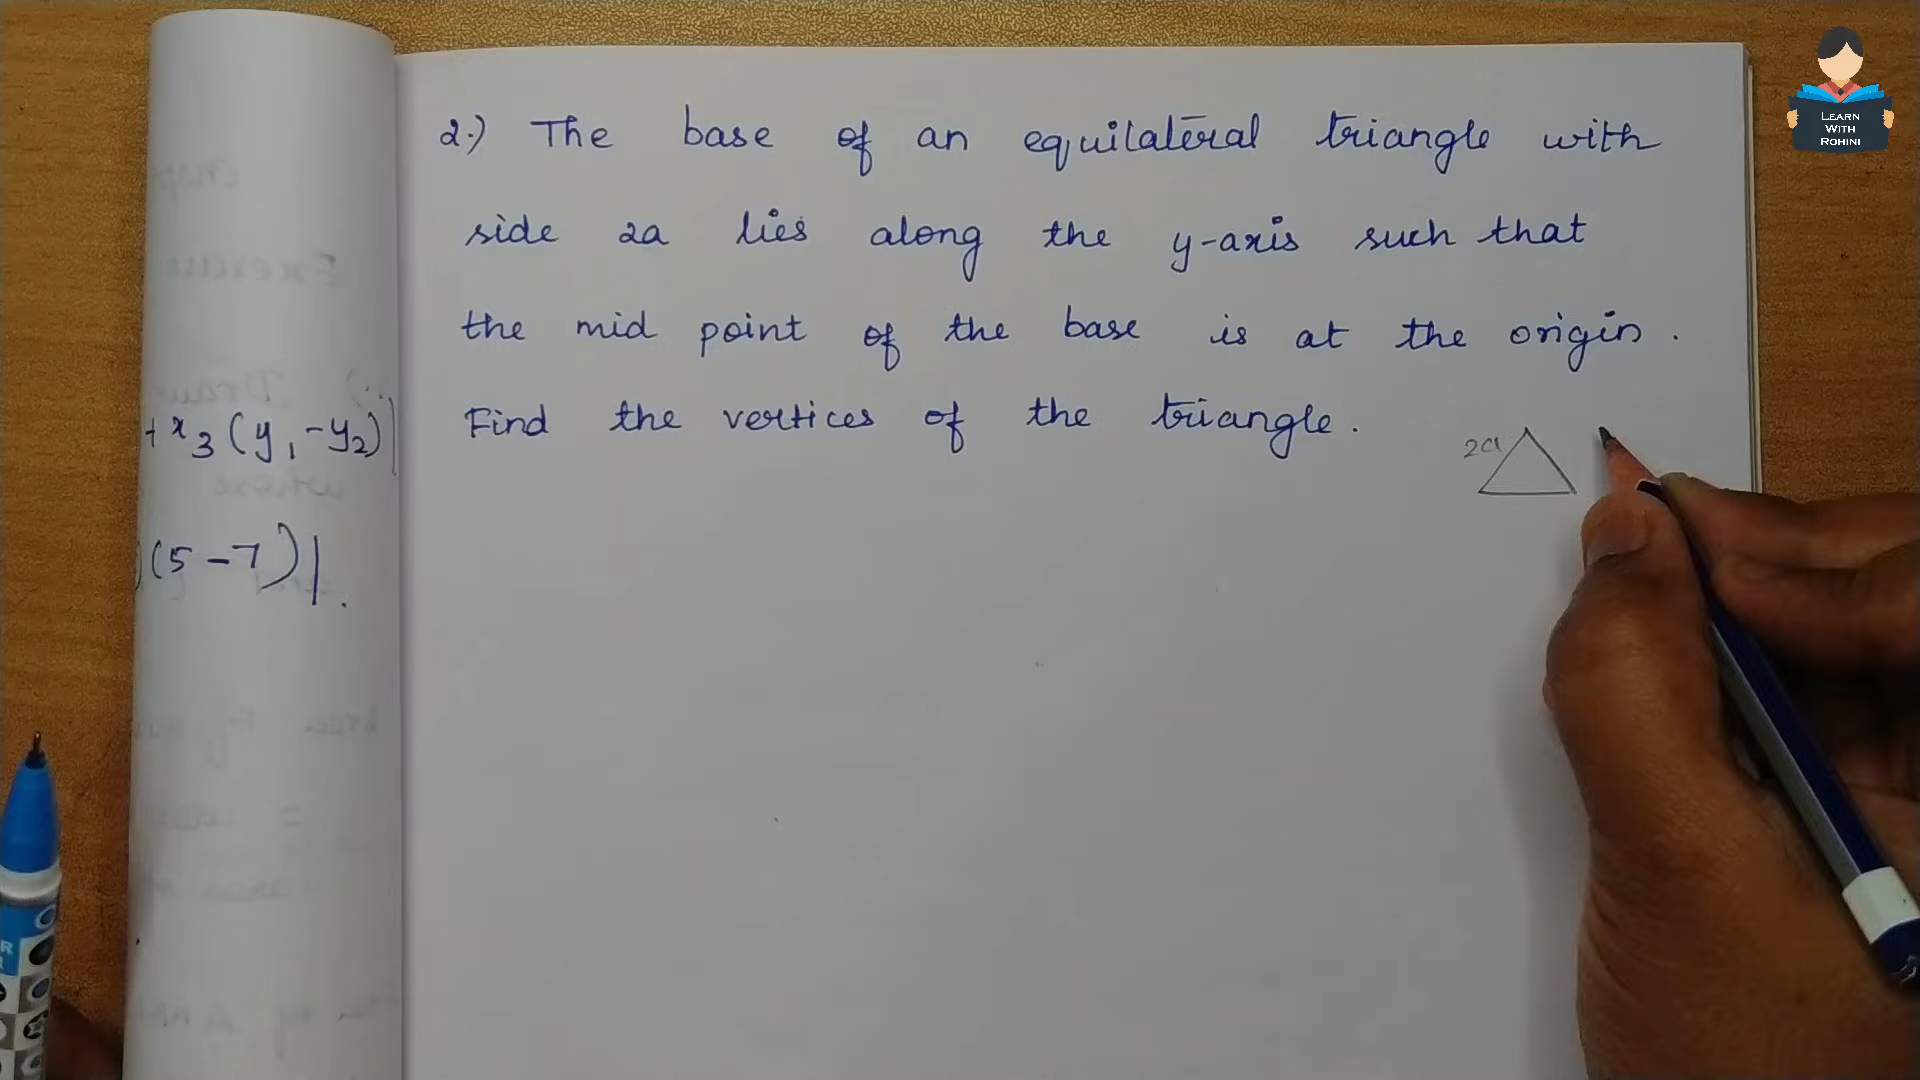 2.) The base of an equilateral triangle with
side 2a lies along the y-axis such that
the mid point of the base is at the origin.
Find the vertices of the triangle.
2a
+ x₃(y₁-y₂)|
)(5-7)|.
LEARN
WITH
ROHINI